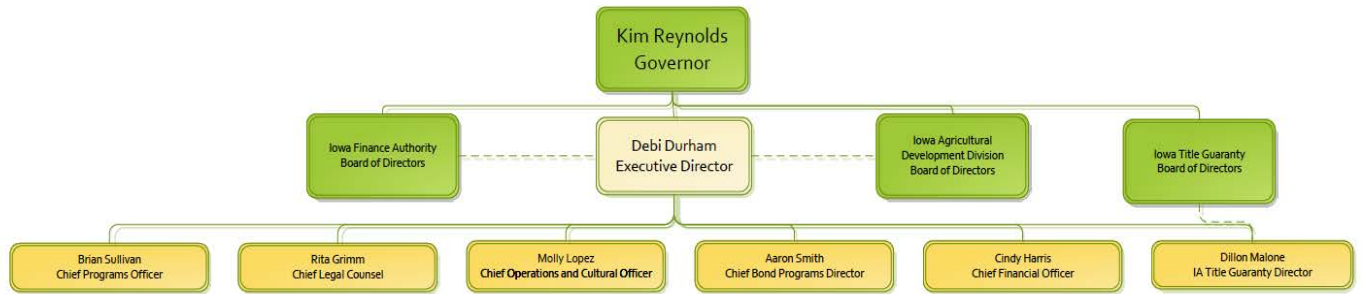 Kim Reynolds
Governor
Iowa Finance Authority
Board of Directors
Debi Durham
Executive Director
Iowa Agricultural
Development Division
Board of Directors
Iowa Title Guaranty
Board of Directors
Brian Sullivan
Chief Programs Officer
Rita Grimm
Chief Legal Counsel
Molly Lopez
Chief Operations and Cultural Officer
Aaron Smith
Chief Bond Programs Director
Cindy Harris
Chief Financial Officer
Dillon Malone
IA Title Guaranty Director